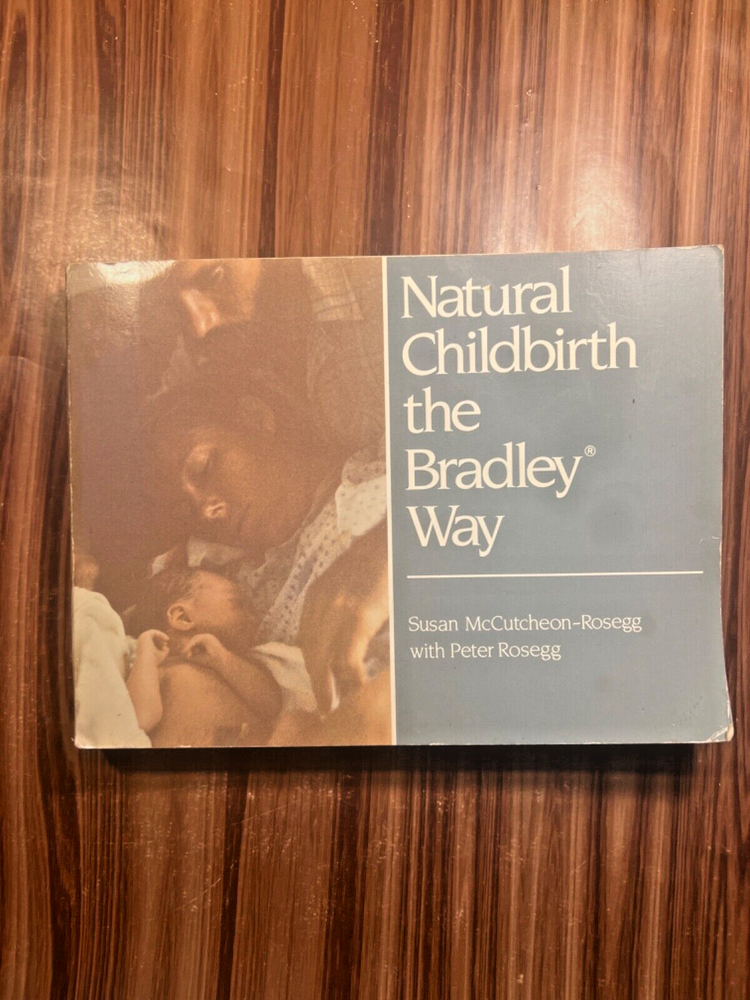 Natural
Childbirth
the
Bradley®
Way
Susan McCutcheon-Rosegg
with Peter Rosegg